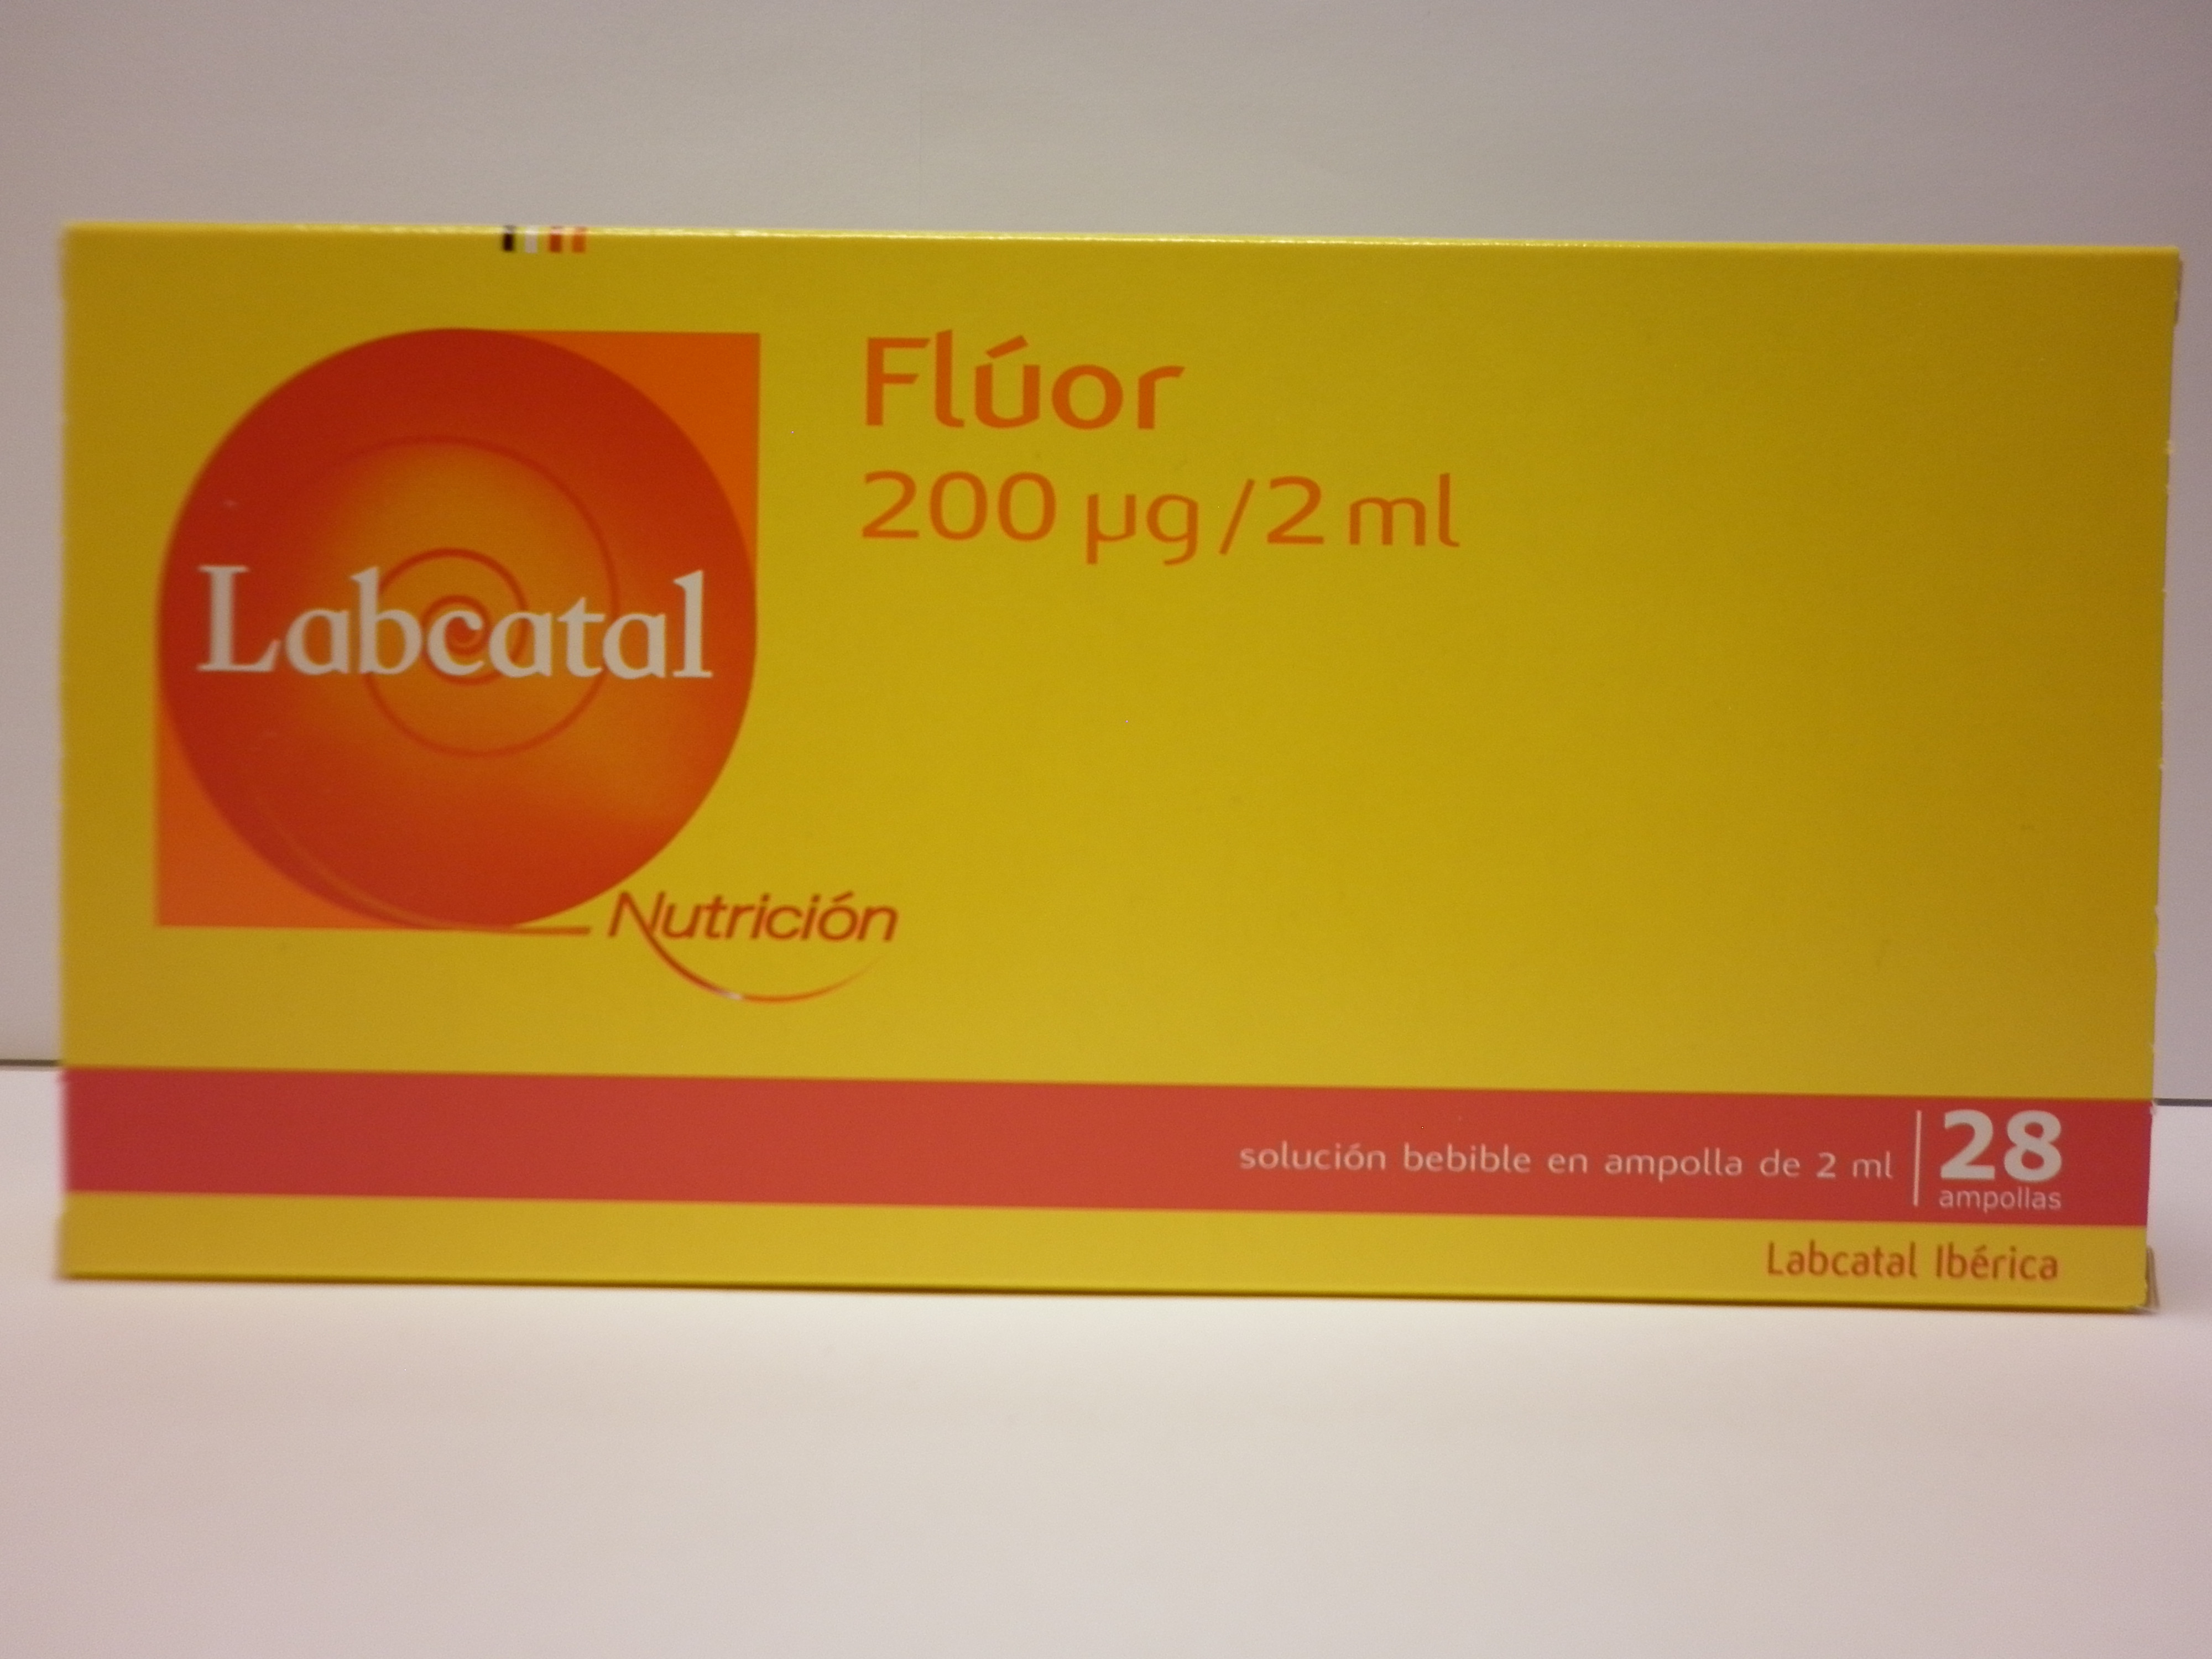 Flúor
200 µg/2 ml
Labcatal
Nutrición
solución bebible en ampolla de 2 ml
28
ampollas
Labcatal Ibérica